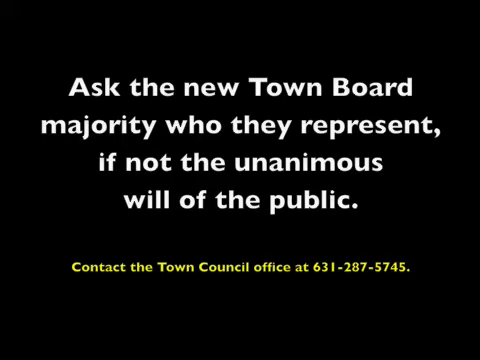 Ask the new Town Board
majority who they represent,
if not the unanimous
will of the public.
Contact the Town Council office at 631-287-5745.